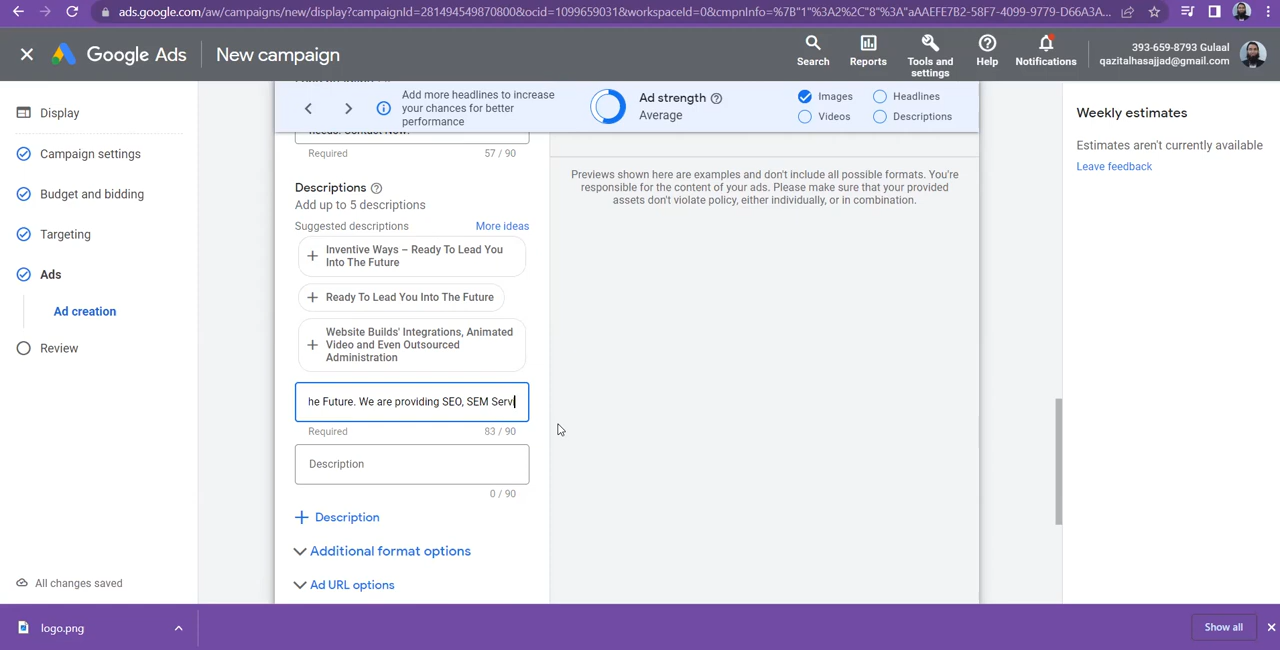 ads.google.com/aw/campaigns/new/display?campaignId=281494549870800&ocid=1099659031&workspaceId=0&cmpnInfo=%7B"1"%3A2%2C"8"%3A"aAAEFE7B2-58F7-4099-9779-D66A3A...
Google Ads
New campaign
Search
Reports
Tools and
settings
Help
Notifications
393-659-8793 Gulaal
qazitalhasajjad@gmail.com
Display
Campaign settings
Budget and bidding
Targeting
Ads
Ad creation
Review
All changes saved
Add more headlines to increase
your chances for better
performance
Ad strength
Average
Images
Headlines
Videos
Descriptions
needs. Contact Now!
Required
57 / 90
Descriptions
Add up to 5 descriptions
Suggested descriptions
More ideas
Inventive Ways – Ready To Lead You
Into The Future
Ready To Lead You Into The Future
Website Builds' Integrations, Animated
Video and Even Outsourced
Administration
he Future. We are providing SEO, SEM Servi
Required
83 / 90
Description
0 / 90
Description
Additional format options
Ad URL options
Previews shown here are examples and don't include all possible formats. You're
responsible for the content of your ads. Please make sure that your provided
assets don't violate policy, either individually, or in combination.
Weekly estimates
Estimates aren't currently available
Leave feedback
logo.png
Show all